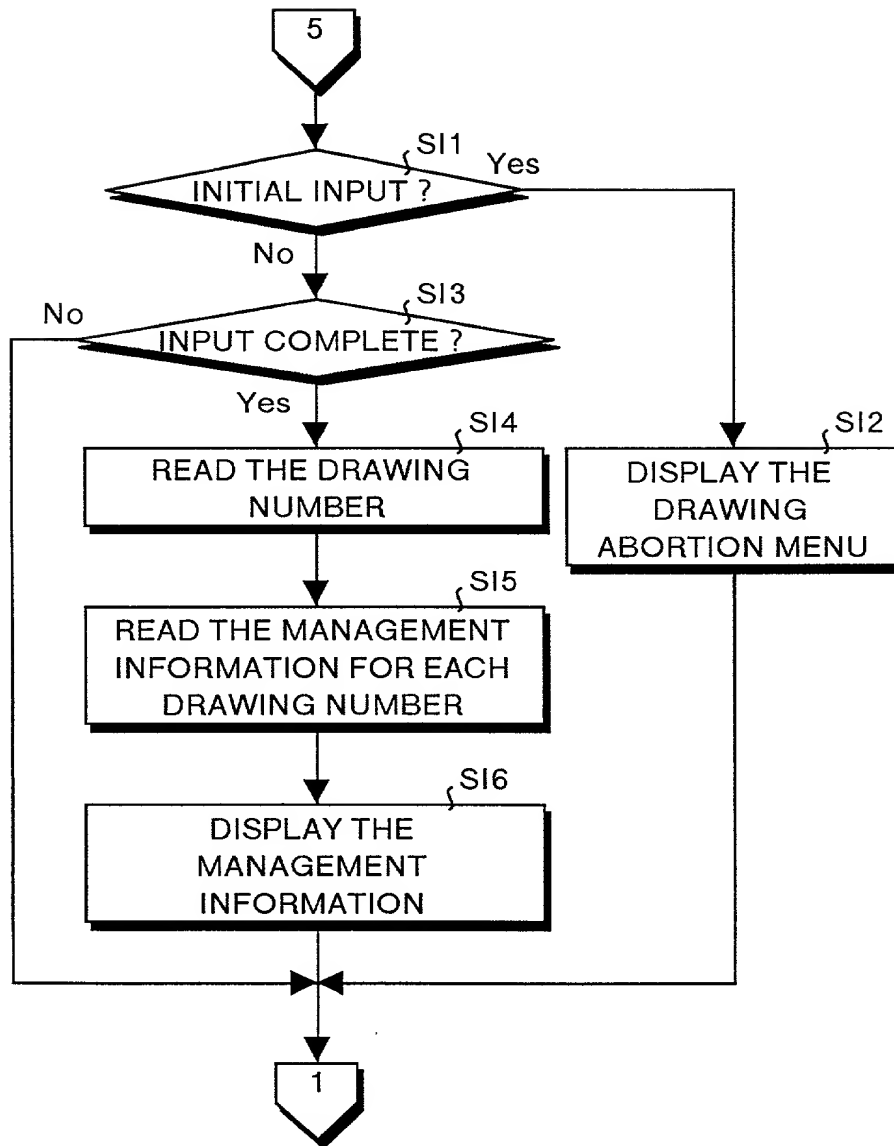 5
SI1
Yes
INITIAL INPUT ?
No
SI3
No
INPUT COMPLETE ?
Yes
SI4
READ THE DRAWING
NUMBER
SI2
DISPLAY THE
DRAWING
ABORTION MENU
SI5
READ THE MANAGEMENT
INFORMATION FOR EACH
DRAWING NUMBER
SI6
DISPLAY THE
MANAGEMENT
INFORMATION
1